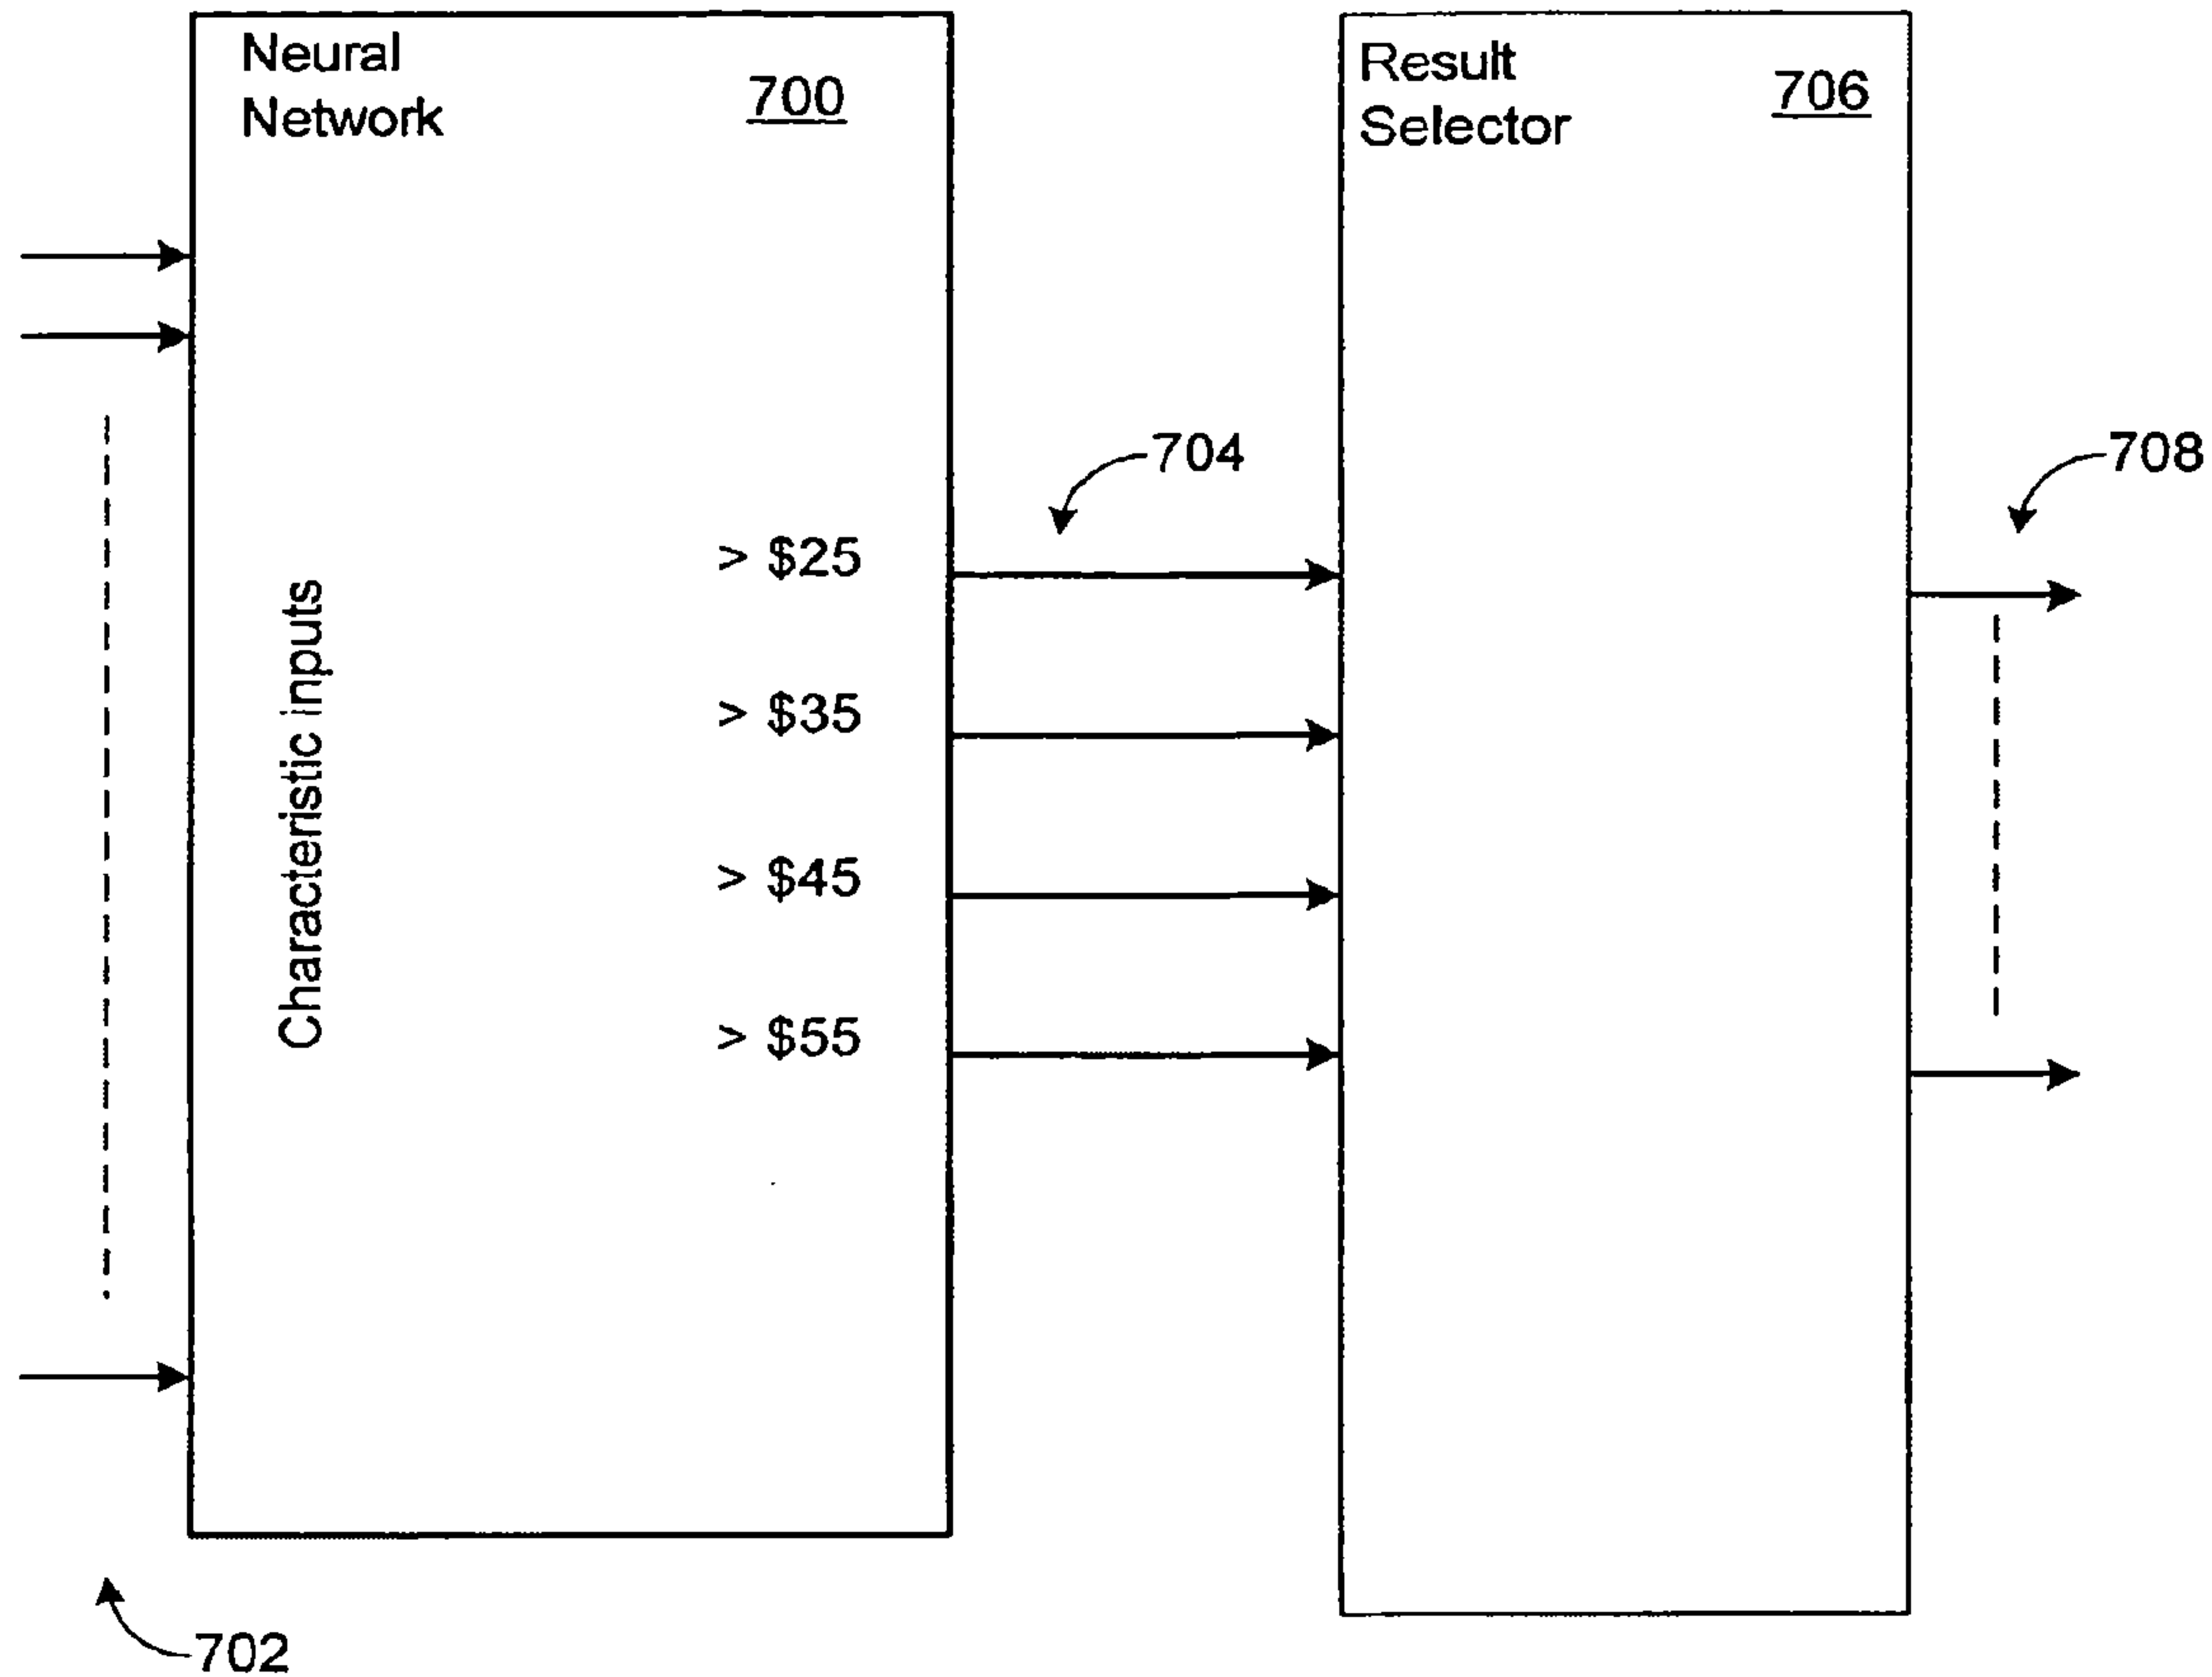 Neural
Network
700
Result
Selector
706
704
708
> $25
> $35
> $45
> $55
Characteristic inputs
702